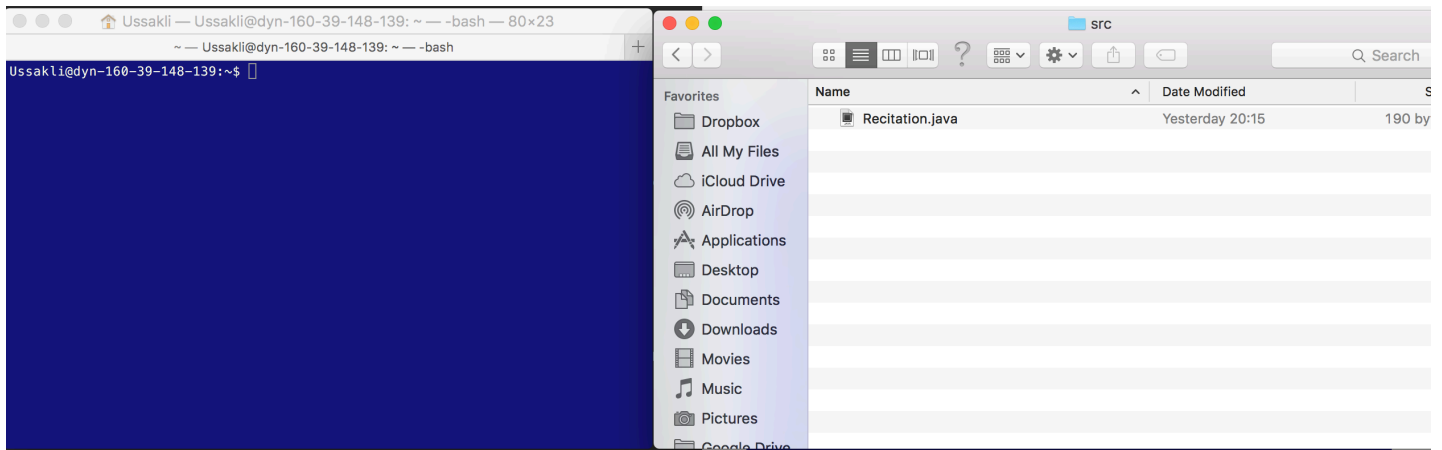 Ussakli — Ussakli@dyn-160-39-148-139: ~ — -bash — 80×23
~ — Ussakli@dyn-160-39-148-139: ~ — -bash
Ussakli@dyn-160-39-148-139:~$
src
Search
Favorites
Dropbox
All My Files
iCloud Drive
AirDrop
Applications
Desktop
Documents
Downloads
Movies
Music
Pictures
Google Drive
Name Date Modified S
Recitation.java Yesterday 20:15 190 by